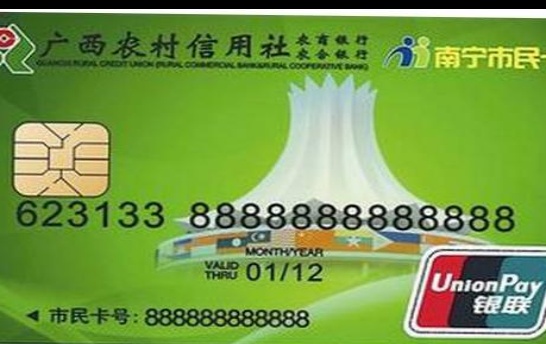 广西农村信用社 农商银行 农合银行
GUANGXI RURAL CREDIT UNION (RURAL COMMERCIAL BANK&RURAL COOPERATIVE BANK)
南宁市民
623133 8888888888888
MONTH/YEAR
VALID THRU 01/12
市民卡号: 888888888888
UnionPay
银联